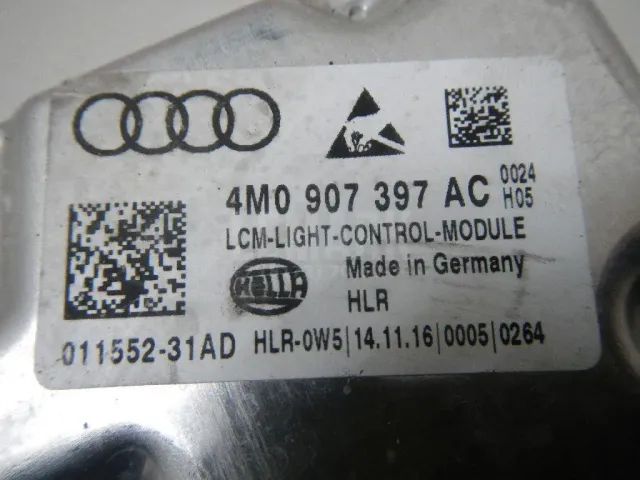 4M0 907 397 AC 0024
H05
LCM-LIGHT-CONTROL-MODULE
HELLA
Made in Germany
HLR
011552-31AD HLR-0W5|14.11.16|0005|0264